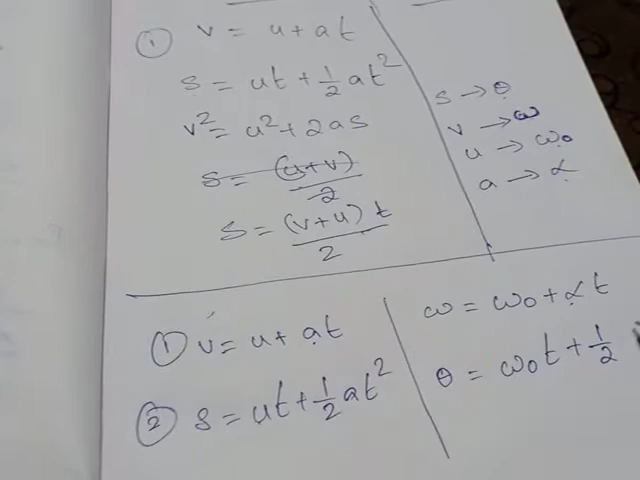 ① v = u + at
s = ut + 1/2 at²
v² = u² + 2as
s = (u+v)/2
s = (v+u) t / 2
s → θ
v → ω
u → ω₀
a → α
① v = u + at
ω = ω₀ + αt
② s = ut + 1/2 at²
θ = ω₀t + 1/2